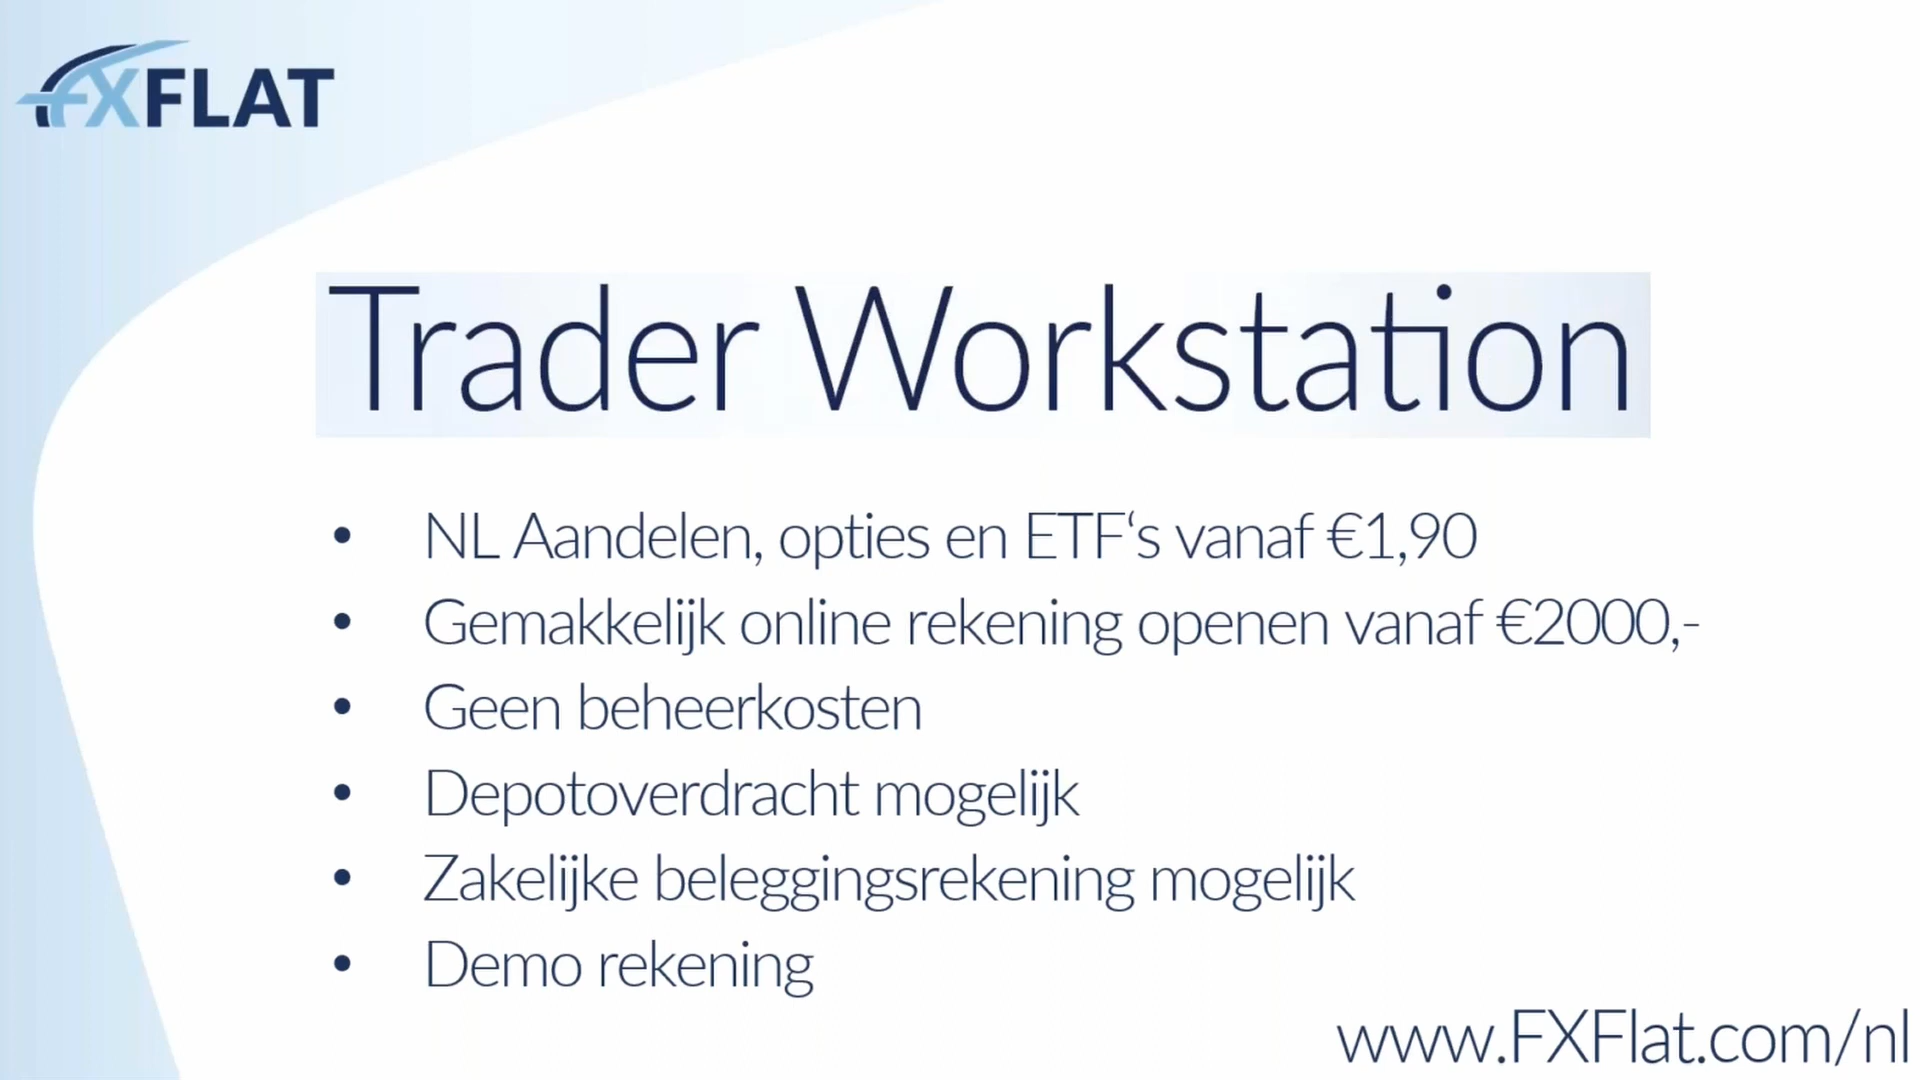 FXFLAT
Trader Workstation
• NL Aandelen, opties en ETF‘s vanaf €1,90
• Gemakkelijk online rekening openen vanaf €2000,-
• Geen beheerkosten
• Depotoverdracht mogelijk
• Zakelijke beleggingsrekening mogelijk
• Demo rekening
www.FXFlat.com/nl